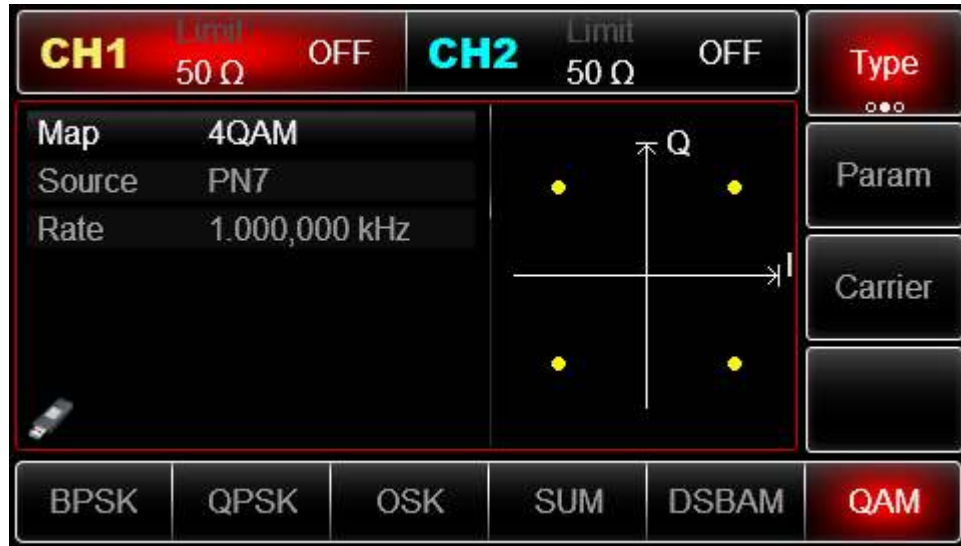 CH1 Limit 50 Ω OFF CH2 Limit 50 Ω OFF Type
Map 4QAM
Source PN7
Rate 1.000,000 kHz
Q
I
Param
Carrier
BPSK QPSK OSK SUM DSBAM QAM